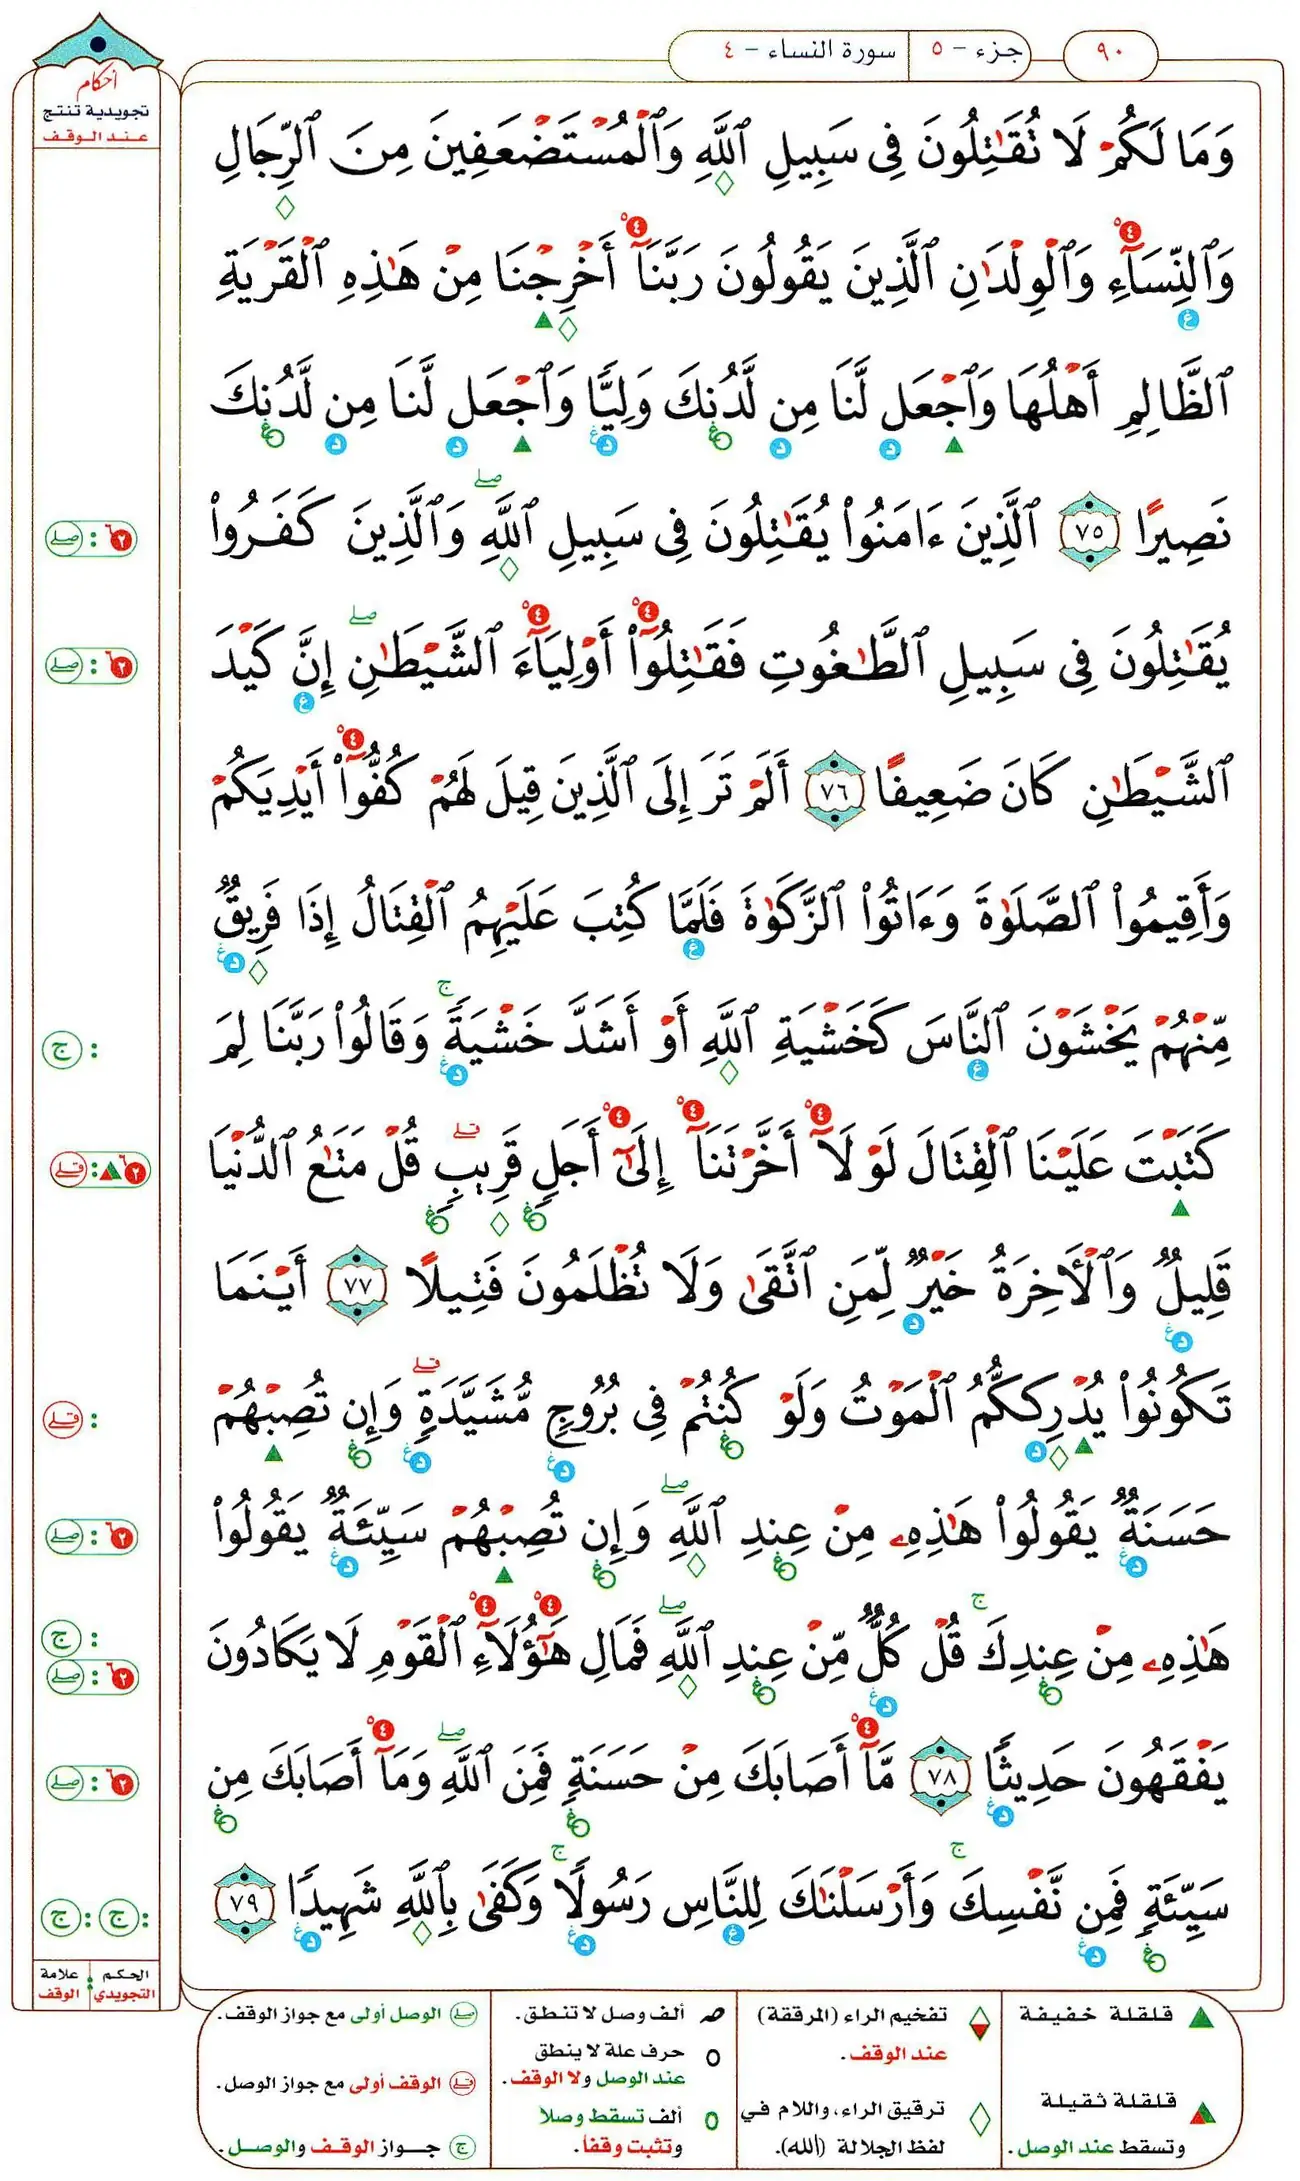 أحكام
تجويدية تنتج
عند الوقف
٩٠
جزء - ٥
سورة النساء - ٤
وَمَا لَكُمْ لَا تُقَٰتِلُونَ فِى سَبِيلِ ٱللَّهِ وَٱلْمُسْتَضْعَفِينَ مِنَ ٱلرِّجَالِ
وَٱلنِّسَآءِ وَٱلْوِلْدَٰنِ ٱلَّذِينَ يَقُولُونَ رَبَّنَآ أَخْرِجْنَا مِنْ هَٰذِهِ ٱلْقَرْيَةِ
ٱلظَّالِمِ أَهْلُهَا وَٱجْعَل لَّنَا مِن لَّدُنكَ وَلِيًّا وَٱجْعَل لَّنَا مِن لَّدُنكَ
نَصِيرًا ٧٥ ٱلَّذِينَ ءَامَنُوا۟ يُقَٰتِلُونَ فِى سَبِيلِ ٱللَّهِ ۖ وَٱلَّذِينَ كَفَرُوا۟
يُقَٰتِلُونَ فِى سَبِيلِ ٱلطَّٰغُوتِ فَقَٰتِلُوٓا۟ أَوْلِيَآءَ ٱلشَّيْطَٰنِ ۖ إِنَّ كَيْدَ
ٱلشَّيْطَٰنِ كَانَ ضَعِيفًا ٧٦ أَلَمْ تَرَ إِلَى ٱلَّذِينَ قِيلَ لَهُمْ كُفُّوٓا۟ أَيْدِيَكُمْ
وَأَقِيمُوا۟ ٱلصَّلَوٰةَ وَءَاتُوا۟ ٱلزَّكَوٰةَ فَلَمَّا كُتِبَ عَلَيْهِمُ ٱلْقِتَالُ إِذَا فَرِيقٌ
مِّنْهُمْ يَخْشَوْنَ ٱلنَّاسَ كَخَشْيَةِ ٱللَّهِ أَوْ أَشَدَّ خَشْيَةً ۚ وَقَالُوا۟ رَبَّنَا لِمَ
كَتَبْتَ عَلَيْنَا ٱلْقِتَالَ لَوْلَآ أَخَّرْتَنَآ إِلَىٰٓ أَجَلٍ قَرِيبٍ ۗ قُلْ مَتَٰعُ ٱلدُّنْيَا
قَلِيلٌ وَٱلْءَاخِرَةُ خَيْرٌ لِّمَنِ ٱتَّقَىٰ وَلَا تُظْلَمُونَ فَتِيلًا ٧٧ أَيْنَمَا
تَكُونُوا۟ يُدْرِككُّمُ ٱلْمَوْتُ وَلَوْ كُنتُمْ فِى بُرُوجٍ مُّشَيَّدَةٍ ۗ وَإِن تُصِبْهُمْ
حَسَنَةٌ يَقُولُوا۟ هَٰذِهِۦ مِنْ عِندِ ٱللَّهِ ۖ وَإِن تُصِبْهُمْ سَيِّئَةٌ يَقُولُوا۟
هَٰذِهِۦ مِنْ عِندِكَ ۚ قُلْ كُلٌّ مِّنْ عِندِ ٱللَّهِ ۖ فَمَالِ هَٰٓؤُلَآءِ ٱلْقَوْمِ لَا يَكَادُونَ
يَفْقَهُونَ حَدِيثًا ٧٨ مَّآ أَصَابَكَ مِنْ حَسَنَةٍ فَمِنَ ٱللَّهِ ۖ وَمَآ أَصَابَكَ مِن
سَيِّئَةٍ فَمِن نَّفْسِكَ ۚ وَأَرْسَلْنَٰكَ لِلنَّاسِ رَسُولًا ۚ وَكَفَىٰ بِٱللَّهِ شَهِيدًا ٧٩
الحكم التجويدي : علامة الوقف
قلقلة خفيفة
قلقلة ثقيلة
وتسقط عند الوصل.
تفخيم الراء (المرققة)
عند الوقف.
ترقيق الراء، واللام في
لفظ الجلالة (الله).
ألف وصل لا تنطق.
حرف علة لا ينطق
عند الوصل ولا الوقف.
ألف تسقط وصلا
وتثبت وقفاً.
صلى الوصل أولى مع جواز الوقف.
قلى الوقف أولى مع جواز الوصل.
ج جـواز الوقـف والوصـل.